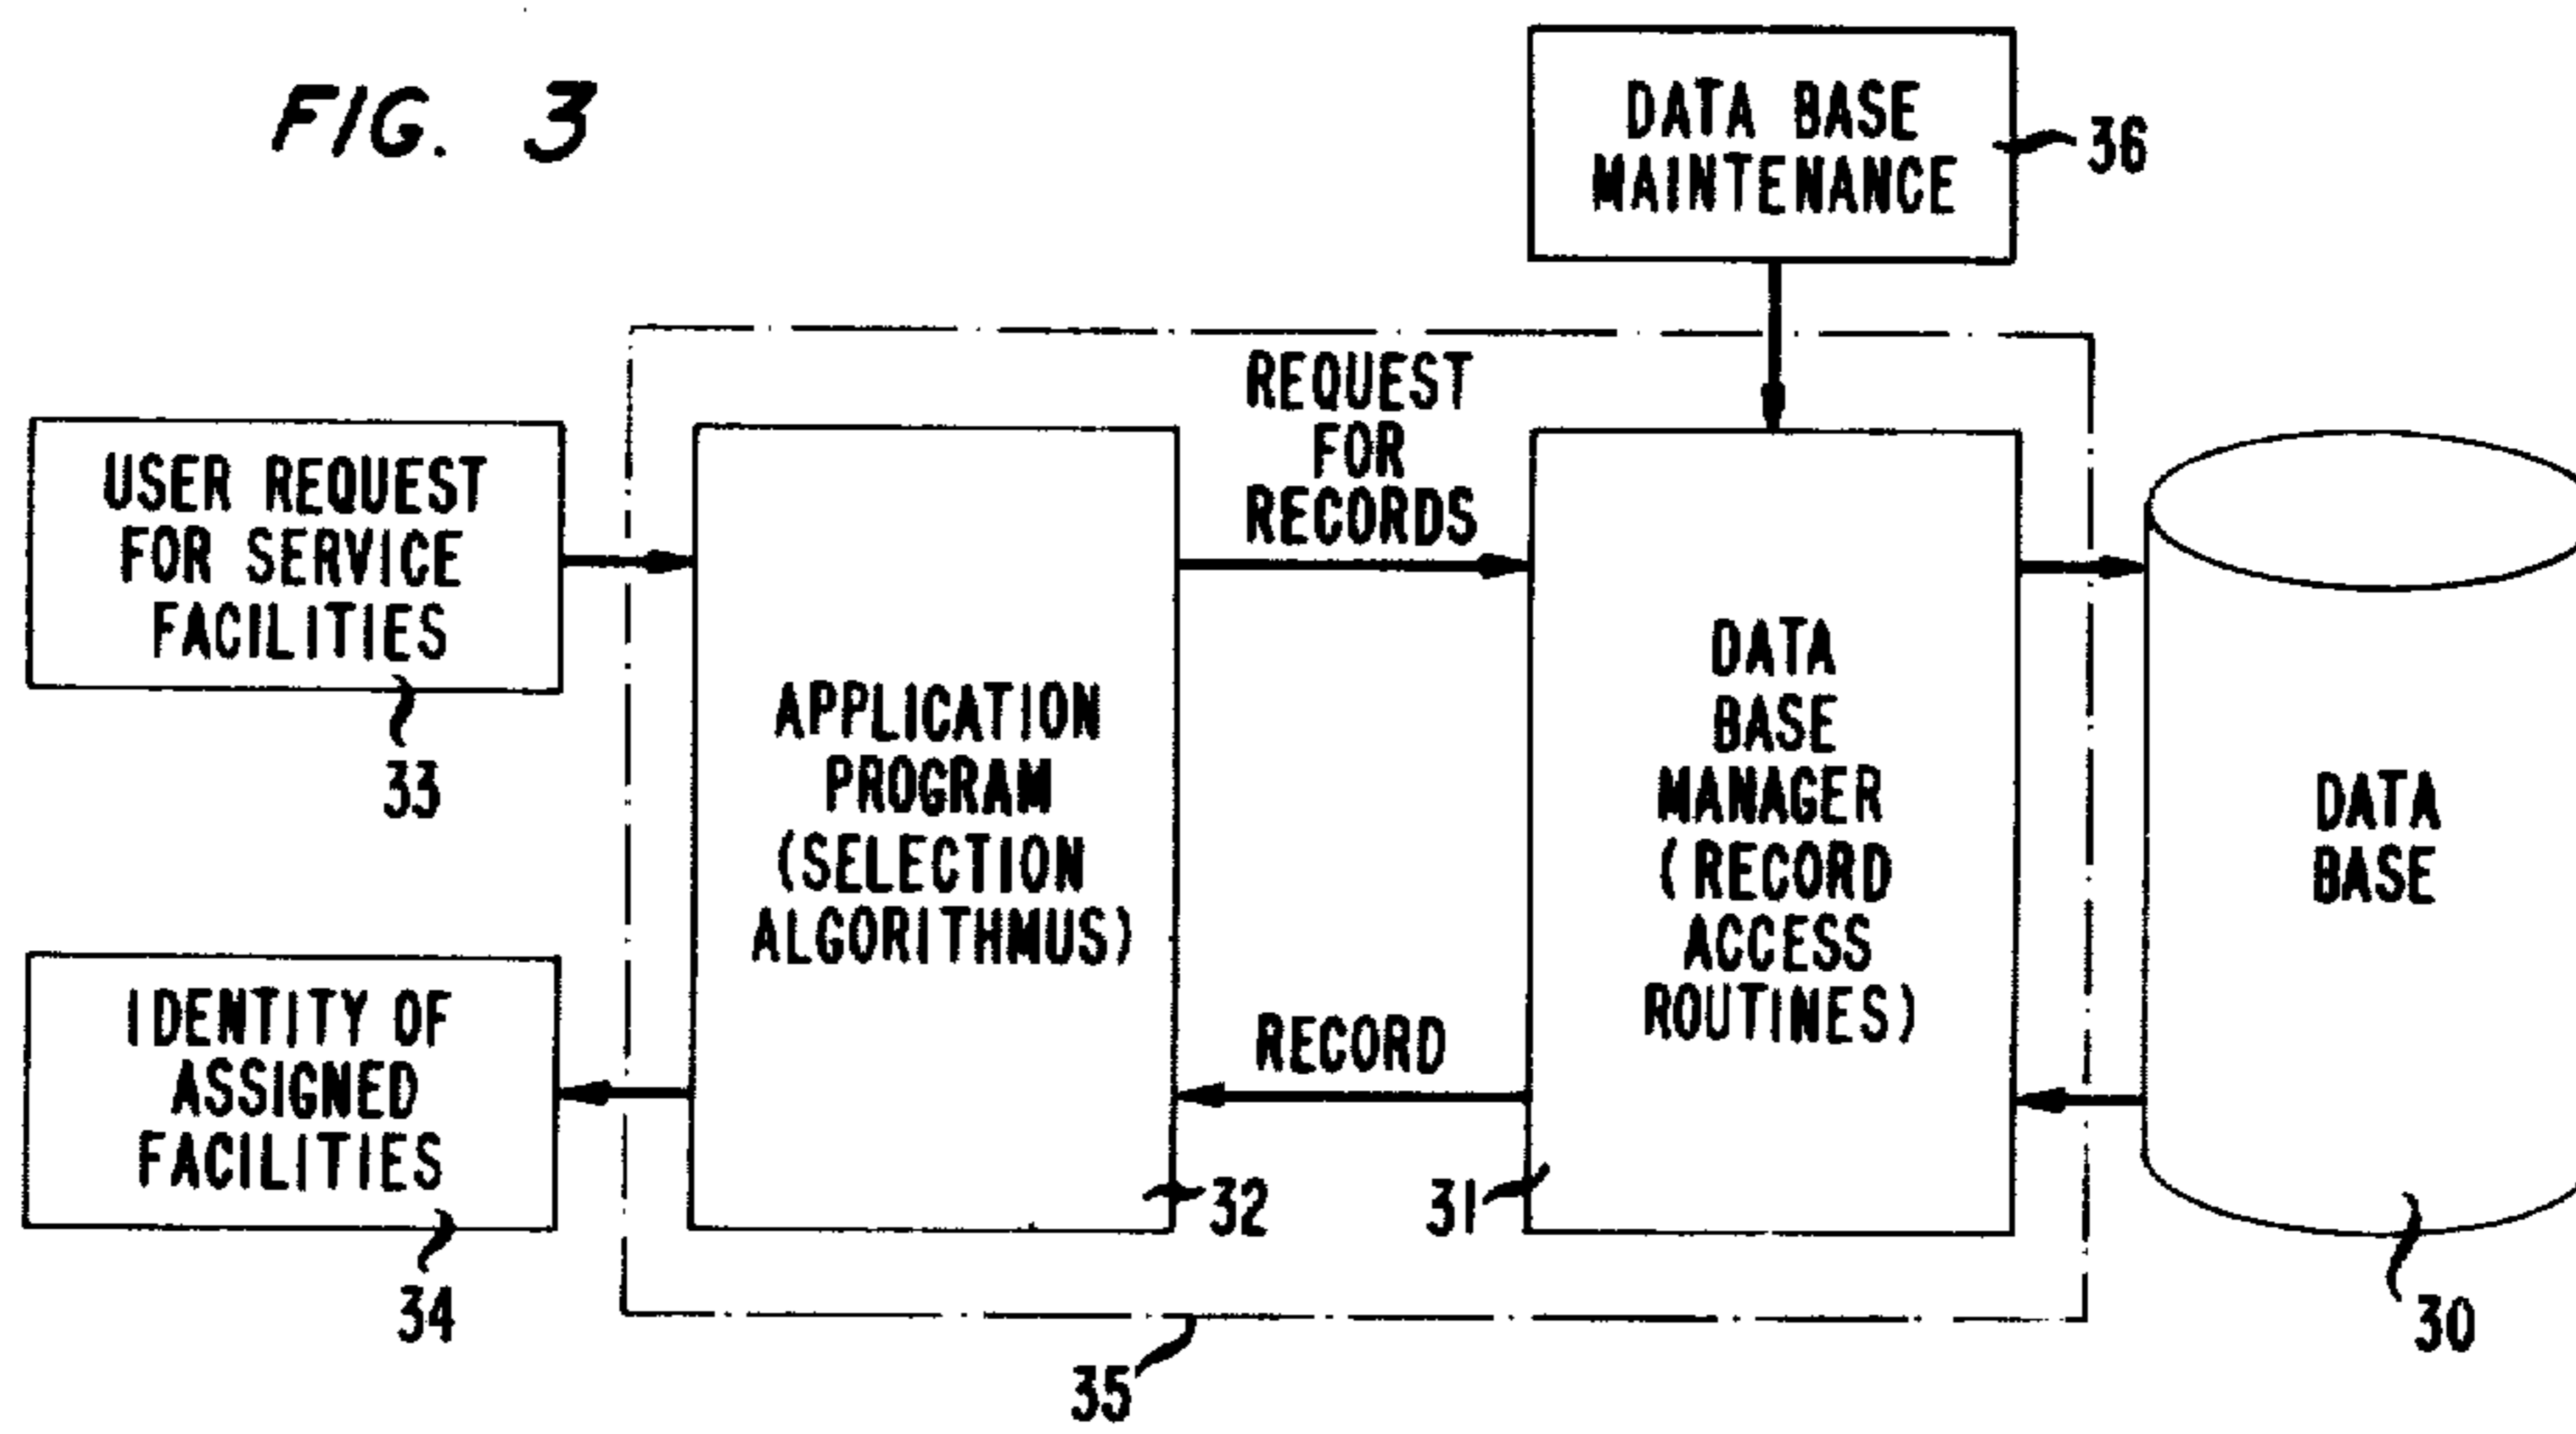 FIG. 3
DATA BASE
MAINTENANCE
36
USER REQUEST
FOR SERVICE
FACILITIES
33
REQUEST
FOR
RECORDS
APPLICATION
PROGRAM
(SELECTION
ALGORITHMUS)
32
DATA
BASE
MANAGER
(RECORD
ACCESS
ROUTINES)
31
DATA
BASE
30
IDENTITY OF
ASSIGNED
FACILITIES
34
RECORD
35